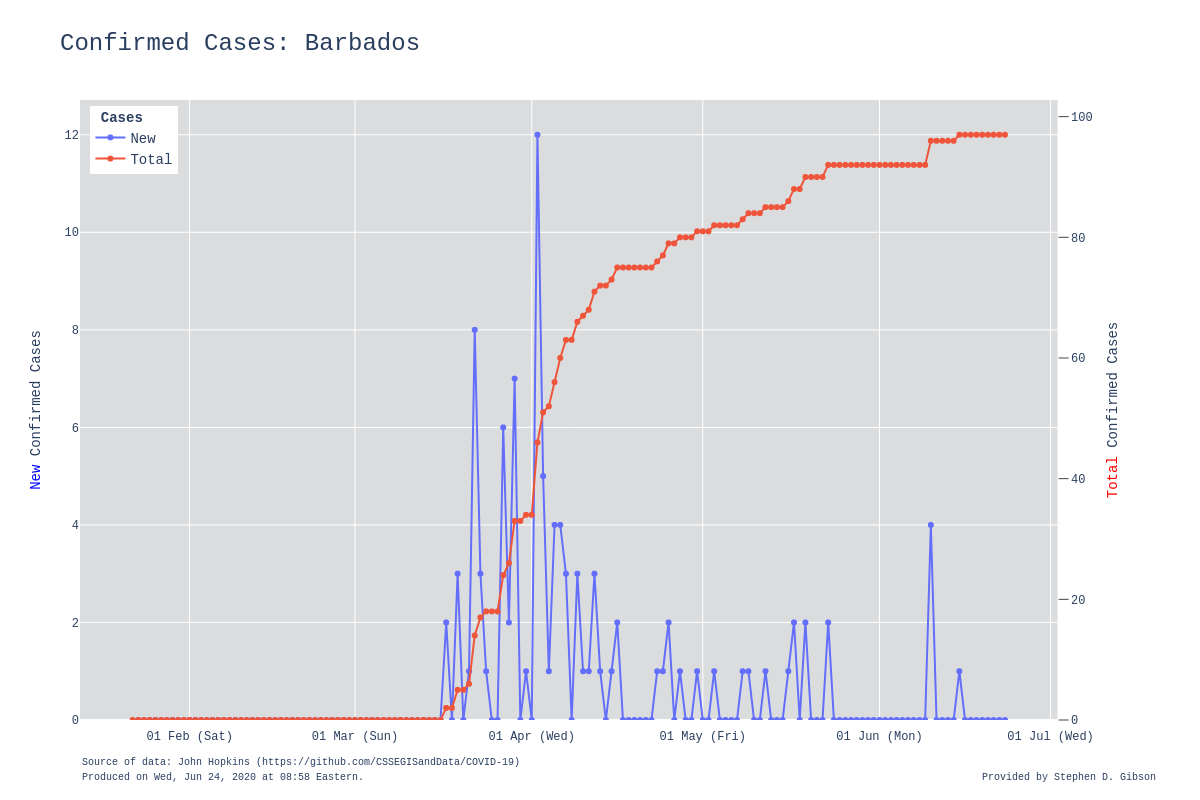 Confirmed Cases: Barbados
Cases
New
Total
12
10
8
6
4
2
0
100
80
60
40
20
0
New Confirmed Cases
Total Confirmed Cases
01 Feb (Sat)
01 Mar (Sun)
01 Apr (Wed)
01 May (Fri)
01 Jun (Mon)
01 Jul (Wed)
Source of data: John Hopkins (https://github.com/CSSEGISandData/COVID-19)
Produced on Wed, Jun 24, 2020 at 08:58 Eastern.
Provided by Stephen D. Gibson